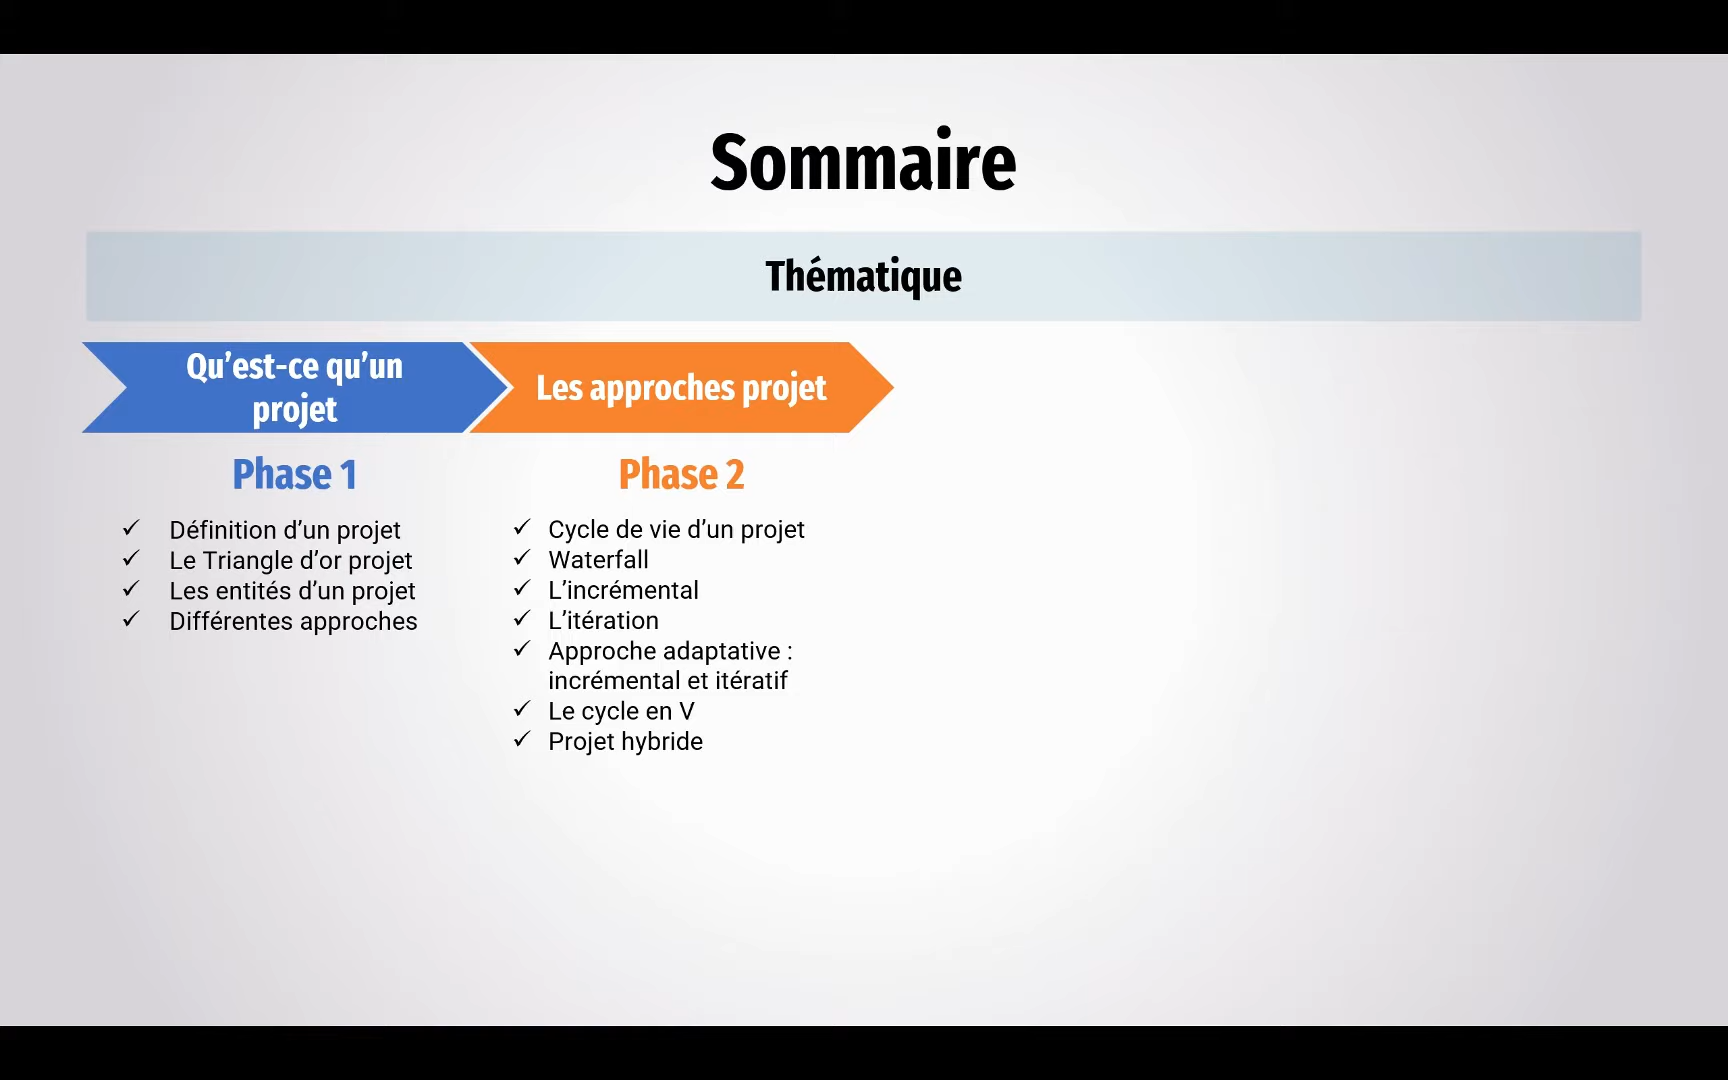 Sommaire
Thématique
Qu’est-ce qu’un
projet
Les approches projet
Phase 1
✓ Définition d’un projet
✓ Le Triangle d’or projet
✓ Les entités d’un projet
✓ Différentes approches
Phase 2
✓ Cycle de vie d’un projet
✓ Waterfall
✓ L’incrémental
✓ L’itération
✓ Approche adaptative :
incrémental et itératif
✓ Le cycle en V
✓ Projet hybride